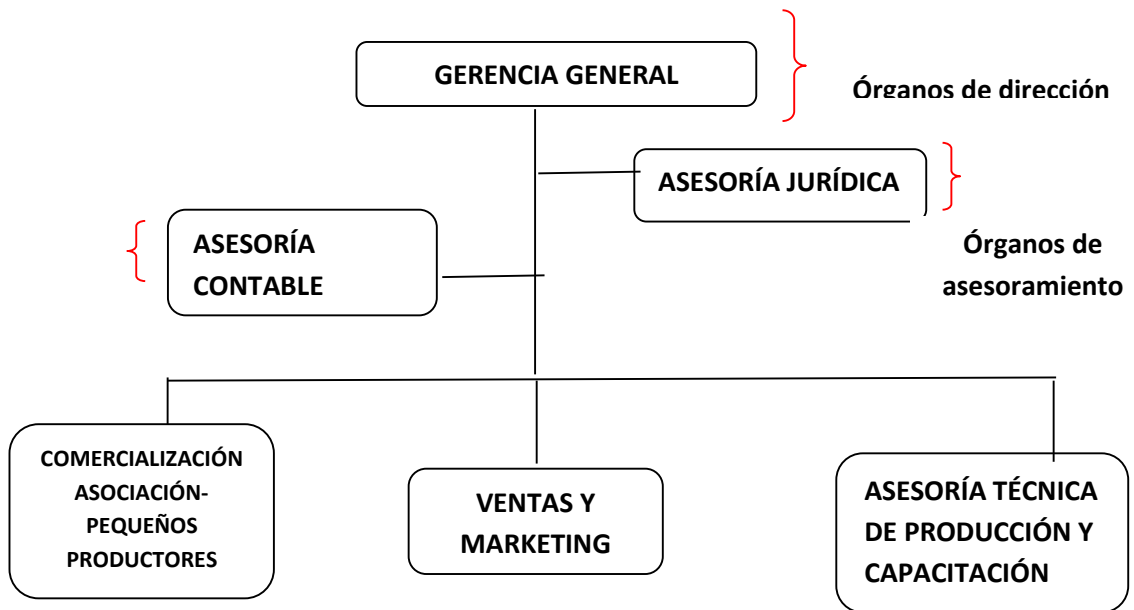 GERENCIA GENERAL
Órganos de dirección
ASESORÍA JURÍDICA
ASESORÍA
CONTABLE
Órganos de
asesoramiento
COMERCIALIZACIÓN
ASOCIACIÓN-
PEQUEÑOS
PRODUCTORES
VENTAS Y
MARKETING
ASESORÍA TÉCNICA
DE PRODUCCIÓN Y
CAPACITACIÓN